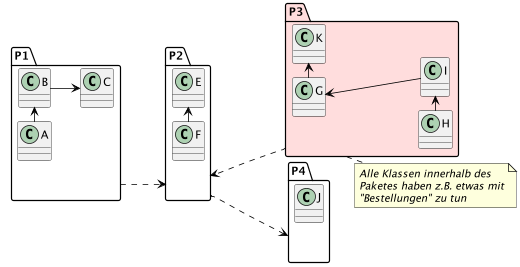 P1
C B
C C
C A
P2
C E
C F
P3
C K
C G
C I
C H
P4
C J
Alle Klassen innerhalb des
Paketes haben z.B. etwas mit
"Bestellungen" zu tun